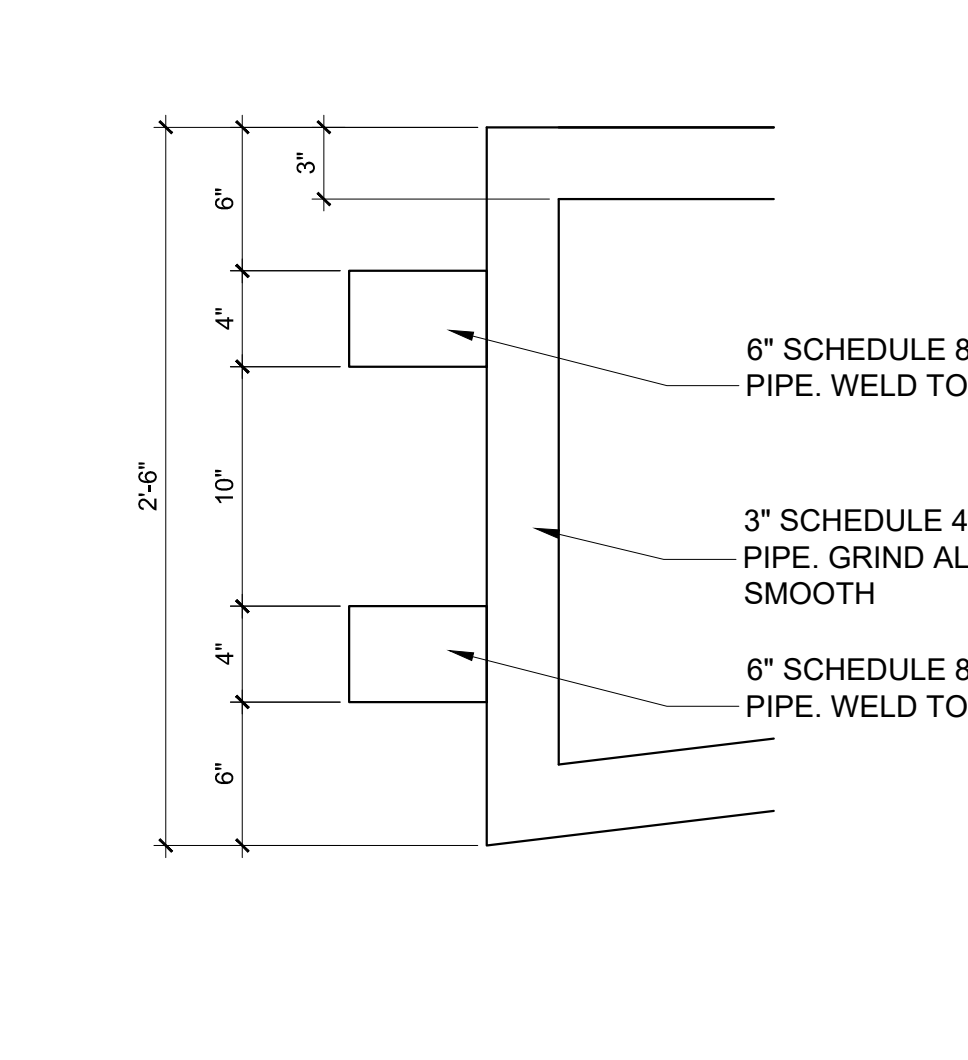 3"
6"
4"
6" SCHEDULE 8
PIPE. WELD TO
2'-6"
10"
3" SCHEDULE 4
PIPE. GRIND AL
SMOOTH
4"
6" SCHEDULE 8
PIPE. WELD TO
6"